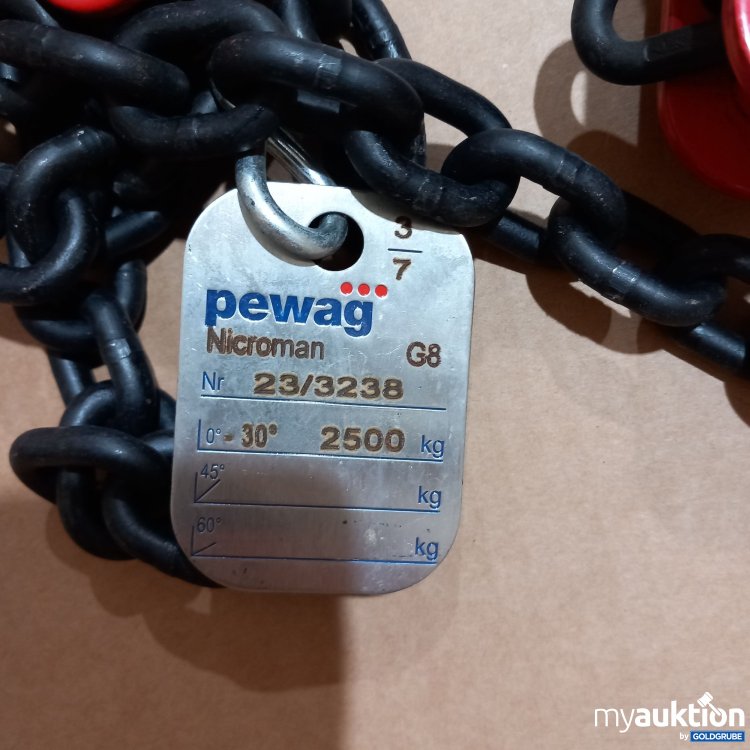 3
7
pewag
Nicroman G8
Nr 23/3238
0° - 30° 2500 kg
45° kg
60° kg
myauktion
by GOLDGRUBE